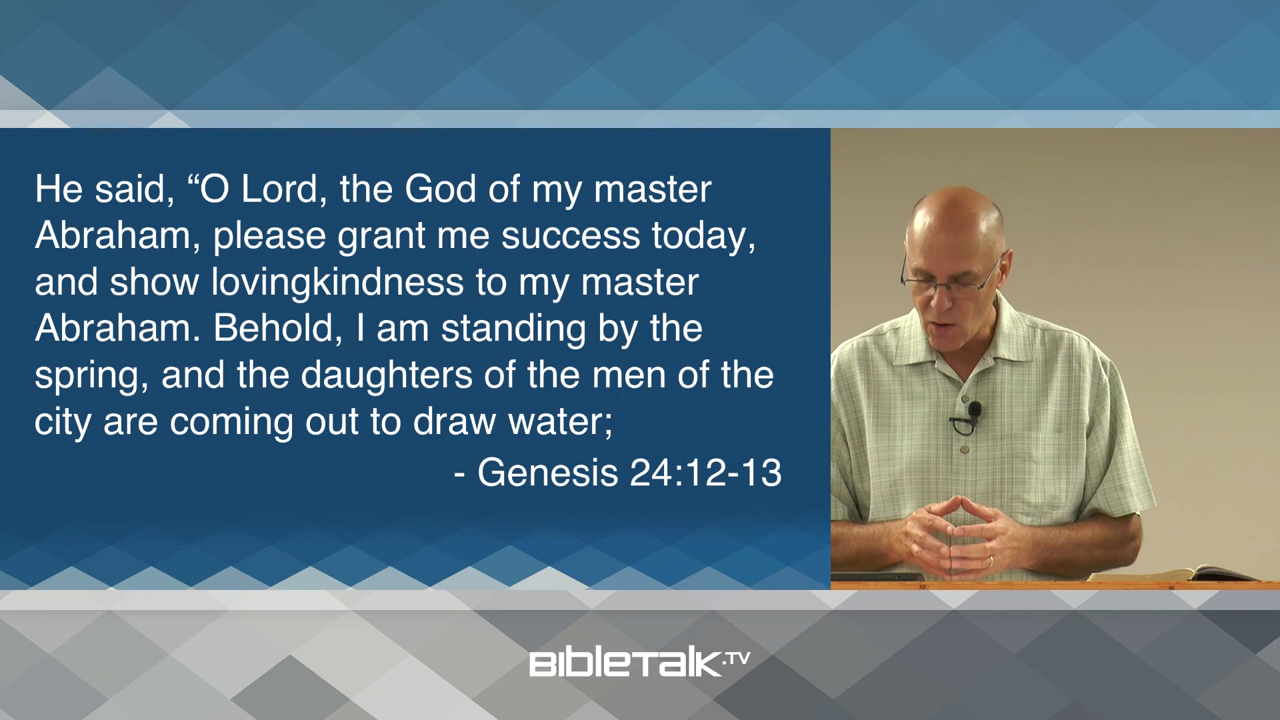 He said, “O Lord, the God of my master
Abraham, please grant me success today,
and show lovingkindness to my master
Abraham. Behold, I am standing by the
spring, and the daughters of the men of the
city are coming out to draw water;
- Genesis 24:12-13
BIBLETALK.TV